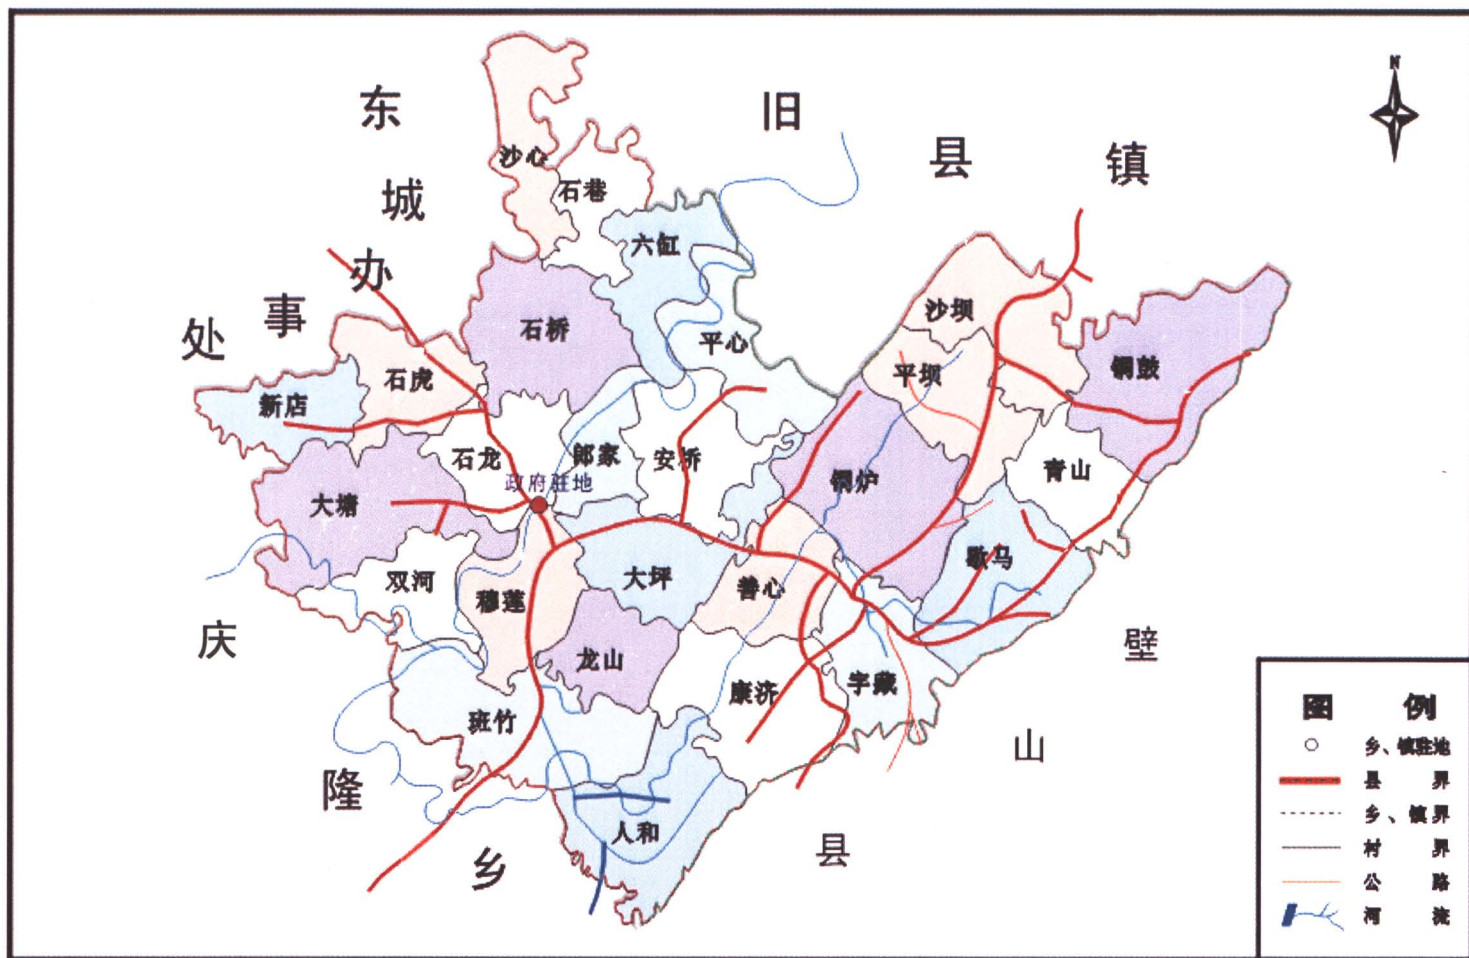 东城办事处
旧县镇
N
沙心
石巷
六缸
石桥
沙坝
平心
铜鼓
石虎
平坝
新店
石龙
郎家
安桥
铜炉
青山
政府驻地
大塘
双河
穆莲
大坪
善心
歇马
龙山
康济
字藏
班竹
人和
庆隆乡
璧山县
图 例
乡、镇驻地
县 界
乡、镇界
村 界
公 路
河 流